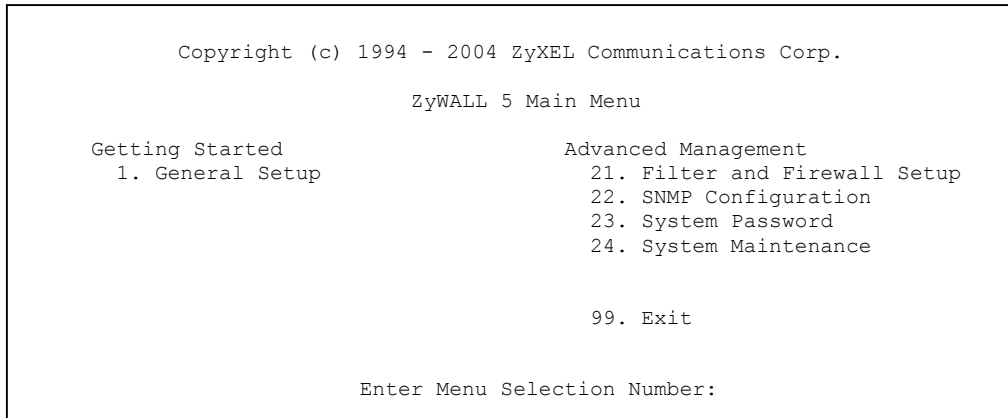 Copyright (c) 1994 - 2004 ZyXEL Communications Corp.
ZyWALL 5 Main Menu
Getting Started
1. General Setup
Advanced Management
21. Filter and Firewall Setup
22. SNMP Configuration
23. System Password
24. System Maintenance
99. Exit
Enter Menu Selection Number: